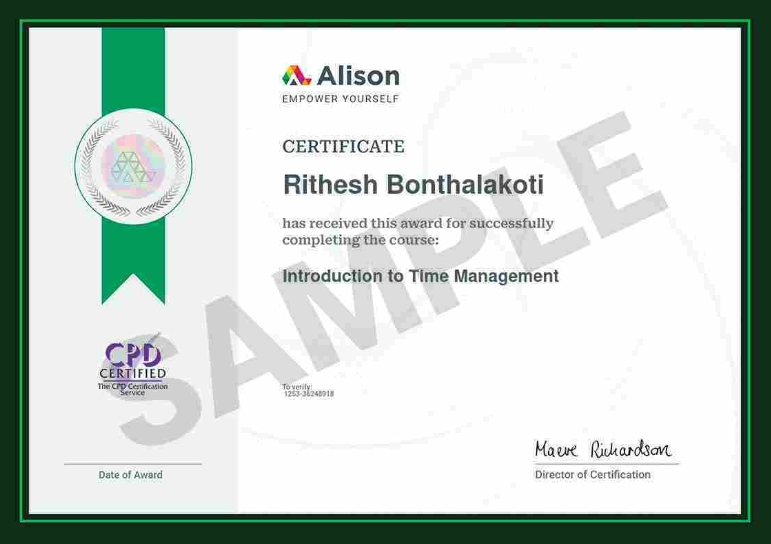 Alison
EMPOWER YOURSELF
CERTIFICATE
Rithesh Bonthalakoti
has received this award for successfully
completing the course:
Introduction to Time Management
SAMPLE
CPD
CERTIFIED
The CPD Certification
Service
To verify:
1253-36248918
Maeve Richardson
Date of Award
Director of Certification